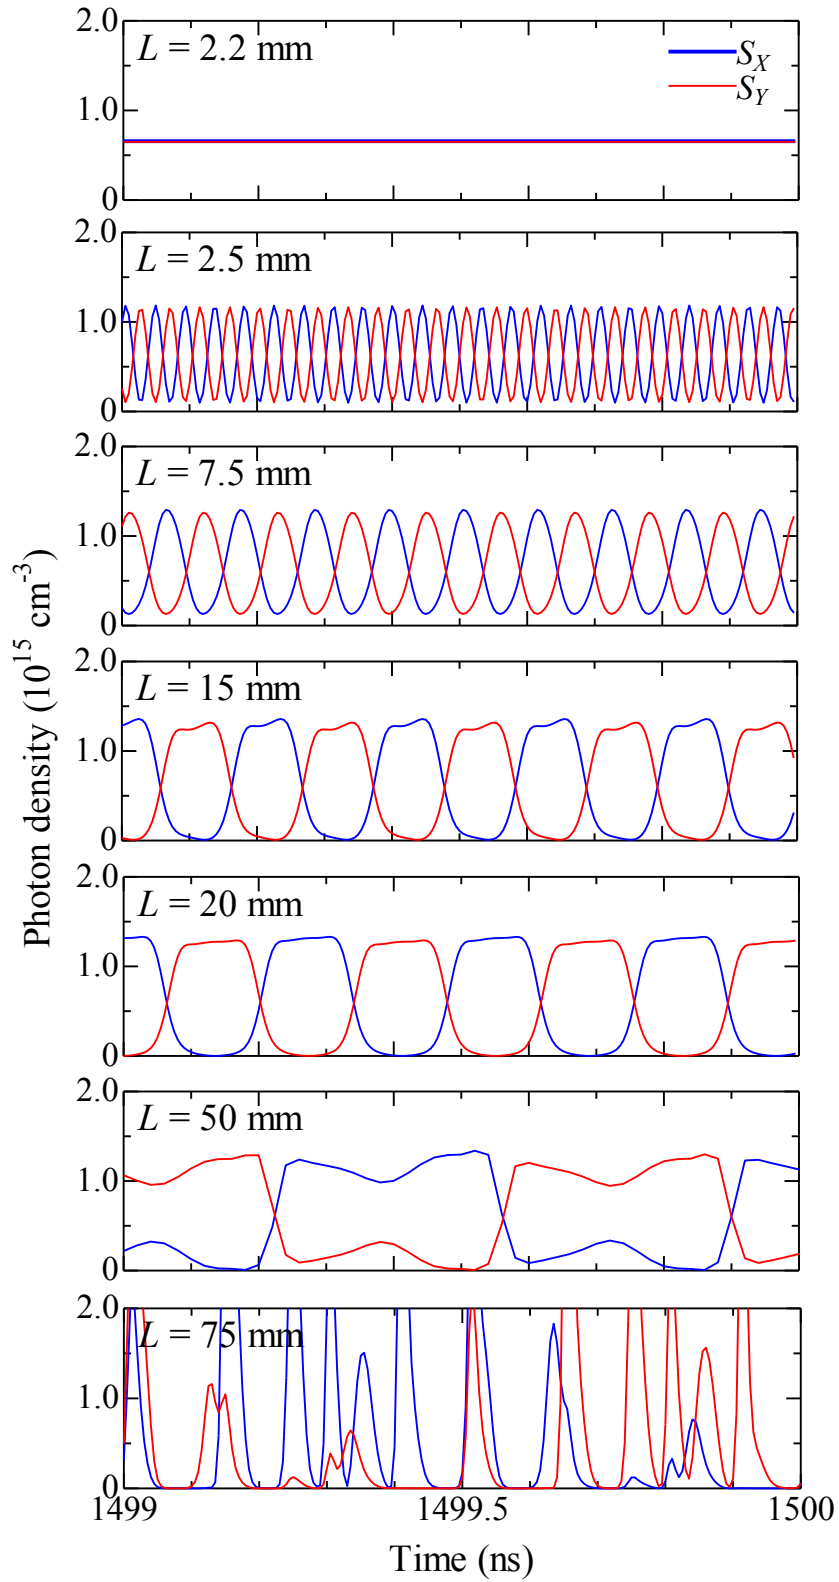 2.0
L = 2.2 mm
S_X
S_Y
1.0
0
2.0
L = 2.5 mm
1.0
0
2.0
L = 7.5 mm
1.0
0
2.0
L = 15 mm
1.0
0
2.0
L = 20 mm
1.0
0
2.0
L = 50 mm
1.0
0
2.0
L = 75 mm
1.0
0
Photon density (10^15 cm^-3)
1499
1499.5
1500
Time (ns)